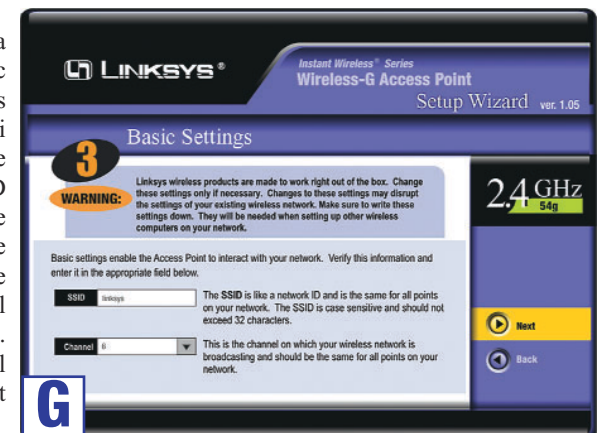 a
c
s
i
e
D
e
e
e
l
.
l
t
LINKSYS®
Instant Wireless® Series
Wireless-G Access Point
Setup Wizard ver. 1.05
Basic Settings
3
WARNING:
Linksys wireless products are made to work right out of the box. Change
these settings only if necessary. Changes to these settings may disrupt
the settings of your existing wireless network. Make sure to write these
settings down. They will be needed when setting up other wireless
computers on your network.
2.4 GHz
54g
Basic settings enable the Access Point to interact with your network. Verify this information and
enter it in the appropriate field below.
SSID linksys
The SSID is like a network ID and is the same for all points
on your network. The SSID is case sensitive and should not
exceed 32 characters.
Channel 6
This is the channel on which your wireless network is
broadcasting and should be the same for all points on your
network.
Next
Back
G